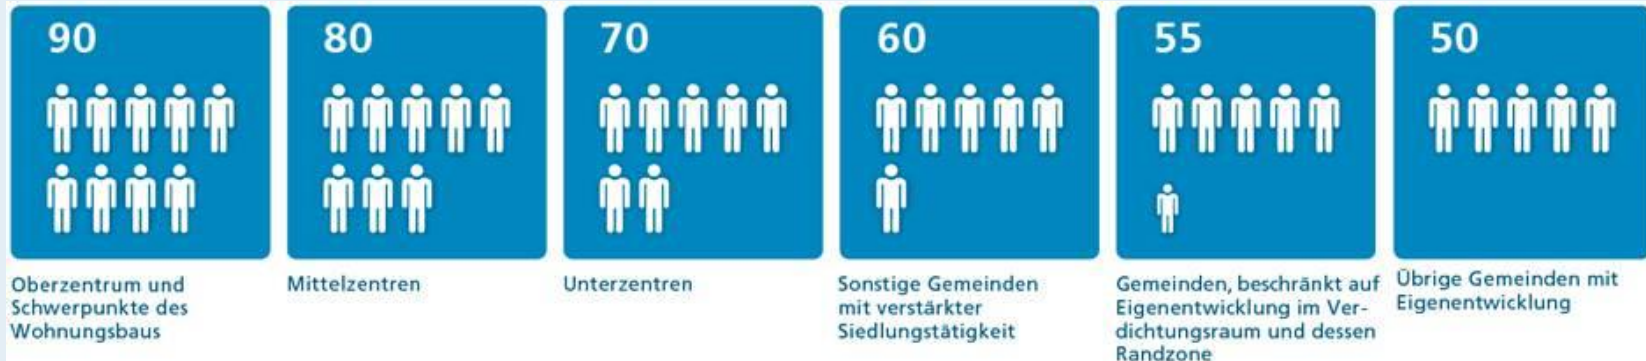 90
80
70
60
55
50
Oberzentrum und
Schwerpunkte des
Wohnungsbaus
Mittelzentren
Unterzentren
Sonstige Gemeinden
mit verstärkter
Siedlungstätigkeit
Gemeinden, beschränkt auf
Eigenentwicklung im Ver-
dichtungsraum und dessen
Randzone
Übrige Gemeinden mit
Eigenentwicklung